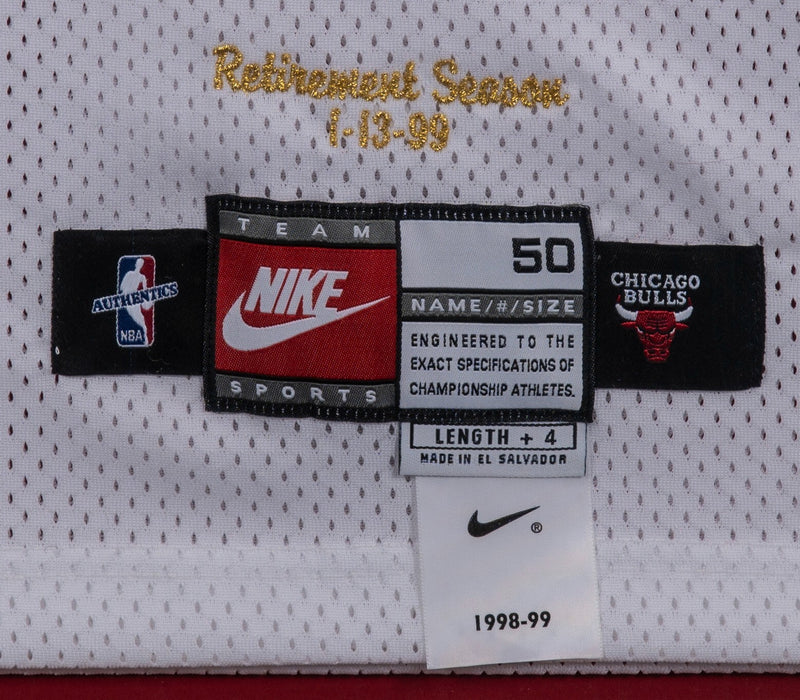 Retirement Season
1-13-99
TEAM
NIKE
SPORTS
50
NAME/#/SIZE
ENGINEERED TO THE
EXACT SPECIFICATIONS OF
CHAMPIONSHIP ATHLETES.
LENGTH + 4
MADE IN EL SALVADOR
AUTHENTICS
NBA
CHICAGO
BULLS
®
1998-99